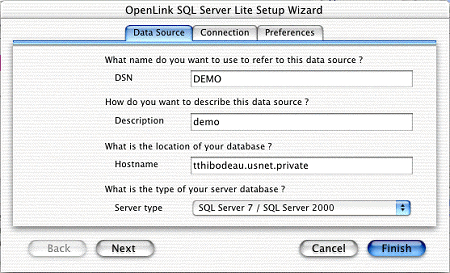 OpenLink SQL Server Lite Setup Wizard
Data Source Connection Preferences
What name do you want to use to refer to this data source ?
DSN DEMO
How do you want to describe this data source ?
Description demo
What is the location of your database ?
Hostname tthibodeau.usnet.private
What is the type of your server database ?
Server type SQL Server 7 / SQL Server 2000
Back Next Cancel Finish